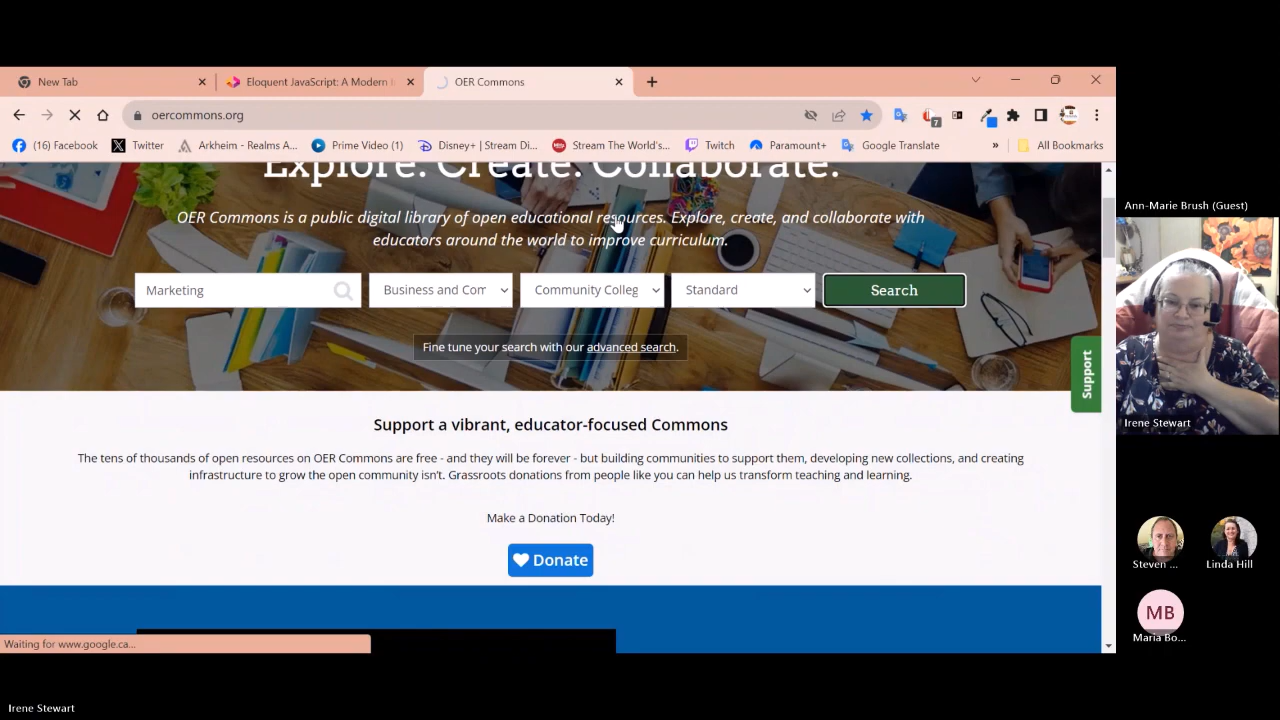 New Tab
Eloquent JavaScript: A Modern I
OER Commons
oercommons.org
7
(16) Facebook
Twitter
Arkheim - Realms A...
Prime Video (1)
Disney+ | Stream Di...
Stream The World's...
Twitch
Paramount+
Google Translate
»
All Bookmarks
Explore. Create. Collaborate.
OER Commons is a public digital library of open educational resources. Explore, create, and collaborate with
educators around the world to improve curriculum.
Marketing
Business and Com
Community Colleg
Standard
Search
Fine tune your search with our advanced search.
Support
Support a vibrant, educator-focused Commons
The tens of thousands of open resources on OER Commons are free - and they will be forever - but building communities to support them, developing new collections, and creating
infrastructure to grow the open community isn't. Grassroots donations from people like you can help us transform teaching and learning.
Make a Donation Today!
Donate
Waiting for www.google.ca...
Ann-Marie Brush (Guest)
Irene Stewart
Steven ...
Linda Hill
MB
Maria Bo...
Irene Stewart